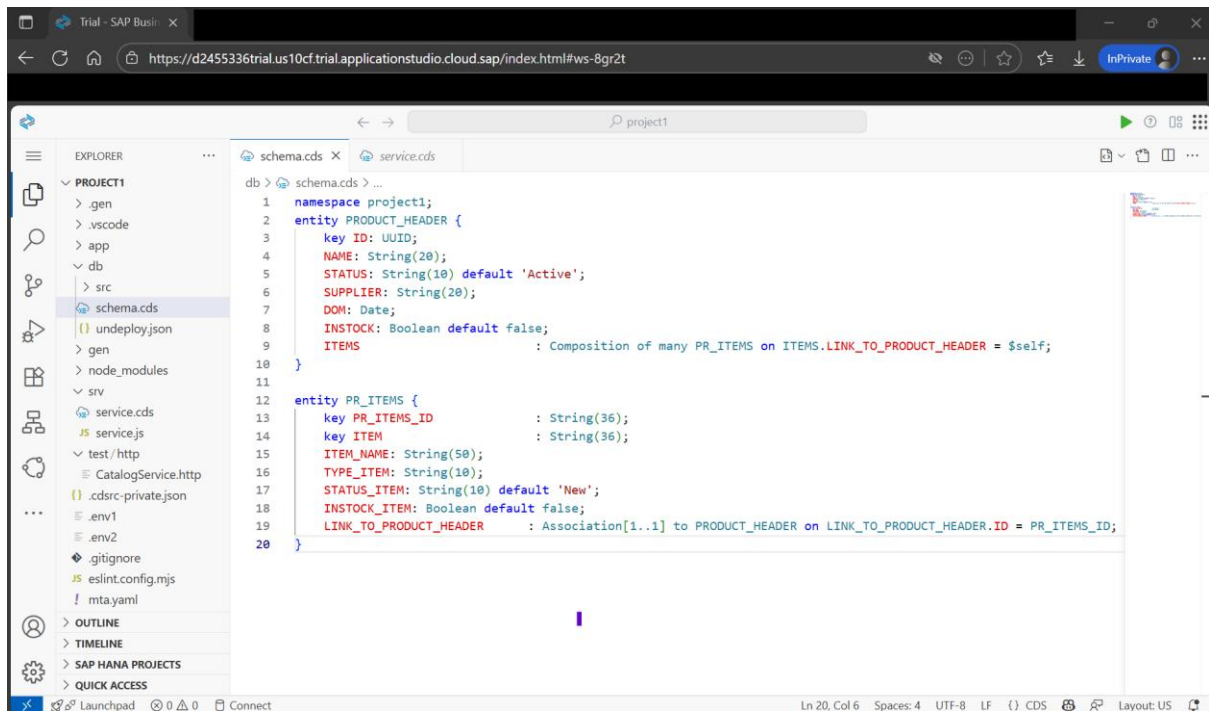 Trial - SAP Busin
https://d2455336trial.us10cf.trial.applicationstudio.cloud.sap/index.html#ws-8gr2t
InPrivate
project1
EXPLORER
schema.cds
service.cds
PROJECT1
.gen
.vscode
app
db
src
schema.cds
undeploy.json
gen
node_modules
srv
service.cds
JS service.js
test/http
CatalogService.http
{} .cdsrc-private.json
.env1
.env2
.gitignore
JS eslint.config.mjs
! mta.yaml
OUTLINE
TIMELINE
SAP HANA PROJECTS
QUICK ACCESS
db > schema.cds > ...
1 namespace project1;
2 entity PRODUCT_HEADER {
3 key ID: UUID;
4 NAME: String(20);
5 STATUS: String(10) default 'Active';
6 SUPPLIER: String(20);
7 DOM: Date;
8 INSTOCK: Boolean default false;
9 ITEMS : Composition of many PR_ITEMS on ITEMS.LINK_TO_PRODUCT_HEADER = $self;
10 }
11
12 entity PR_ITEMS {
13 key PR_ITEMS_ID : String(36);
14 key ITEM : String(36);
15 ITEM_NAME: String(50);
16 TYPE_ITEM: String(10);
17 STATUS_ITEM: String(10) default 'New';
18 INSTOCK_ITEM: Boolean default false;
19 LINK_TO_PRODUCT_HEADER : Association[1..1] to PRODUCT_HEADER on LINK_TO_PRODUCT_HEADER.ID = PR_ITEMS_ID;
20 }
Launchpad 0 0 Connect
Ln 20, Col 6 Spaces: 4 UTF-8 LF {} CDS Layout: US